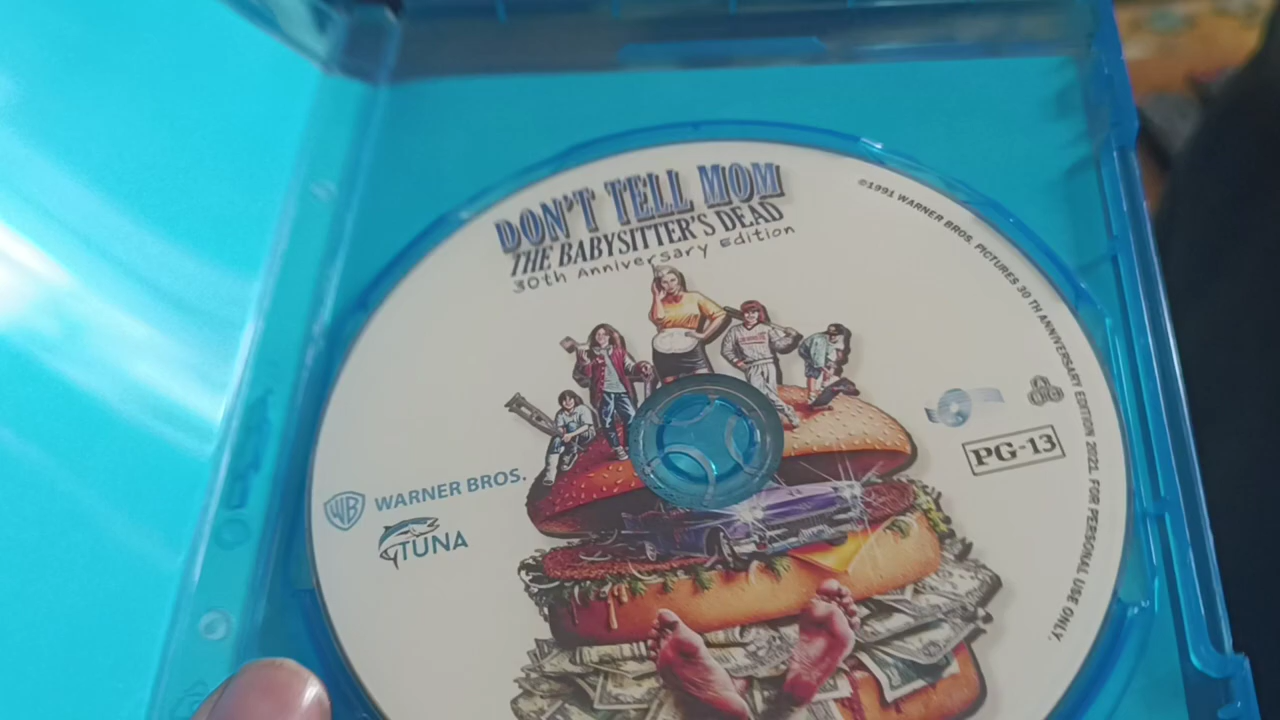 DON'T TELL MOM
THE BABYSITTER'S DEAD
30th Anniversary Edition
©1991 WARNER BROS. PICTURES 30 TH ANNIVERSARY EDITION 2021. FOR PERSONAL USE ONLY.
PG-13
WB WARNER BROS.
TUNA